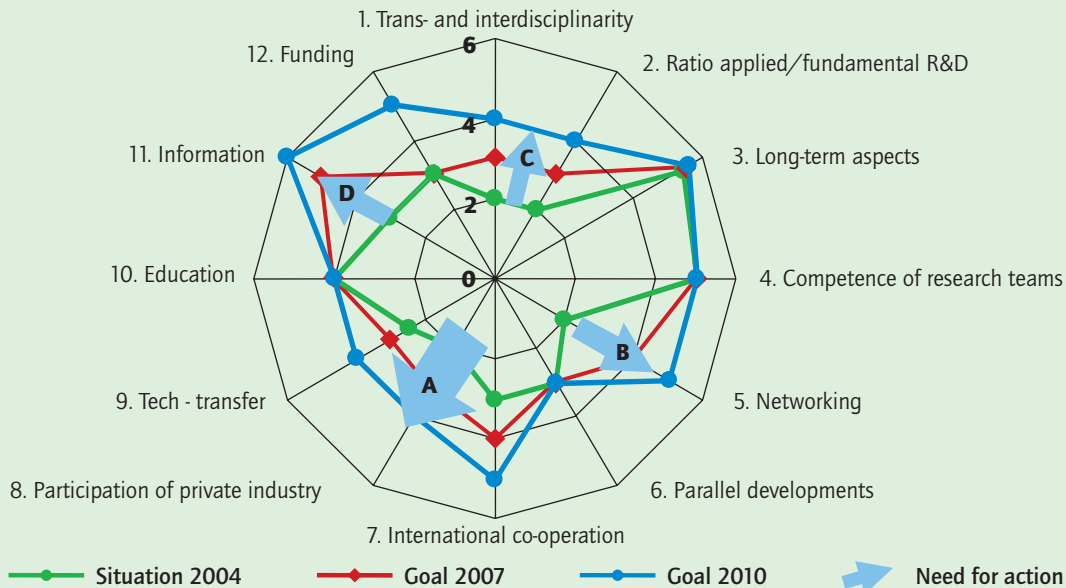 1. Trans- and interdisciplinarity
6
12. Funding
2. Ratio applied/fundamental R&D
4
C
11. Information
3. Long-term aspects
D
2
10. Education
0
4. Competence of research teams
B
A
9. Tech - transfer
5. Networking
8. Participation of private industry
6. Parallel developments
7. International co-operation
Situation 2004
Goal 2007
Goal 2010
Need for action